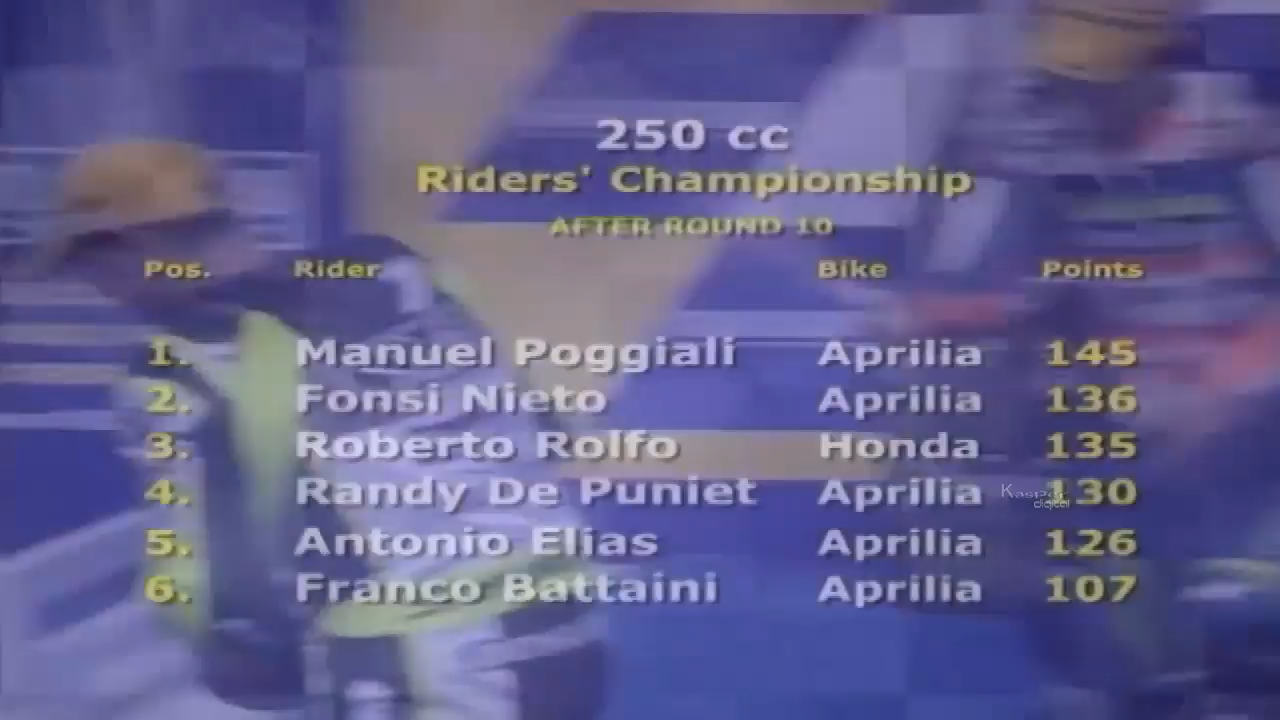 250 cc
Riders' Championship
AFTER ROUND 10
Pos. Rider Bike Points
1. Manuel Poggiali Aprilia 145
2. Fonsi Nieto Aprilia 136
3. Roberto Rolfo Honda 135
4. Randy De Puniet Aprilia 130
5. Antonio Elias Aprilia 126
6. Franco Battaini Aprilia 107
Kasper
digital